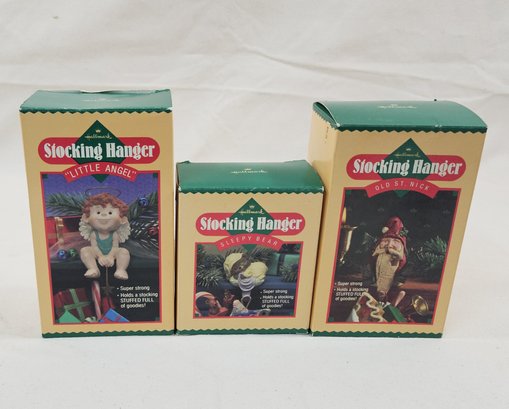 Hallmark
Stocking Hanger
"LITTLE ANGEL"
• Super strong
• Holds a stocking
STUFFED FULL
of goodies!
Hallmark
Stocking Hanger
SLEEPY BEAR
• Super strong
• Holds a stocking
STUFFED FULL
of goodies!
Hallmark
Stocking Hanger
OLD ST. NICK
• Super strong
• Holds a stocking
STUFFED FULL
of goodies!